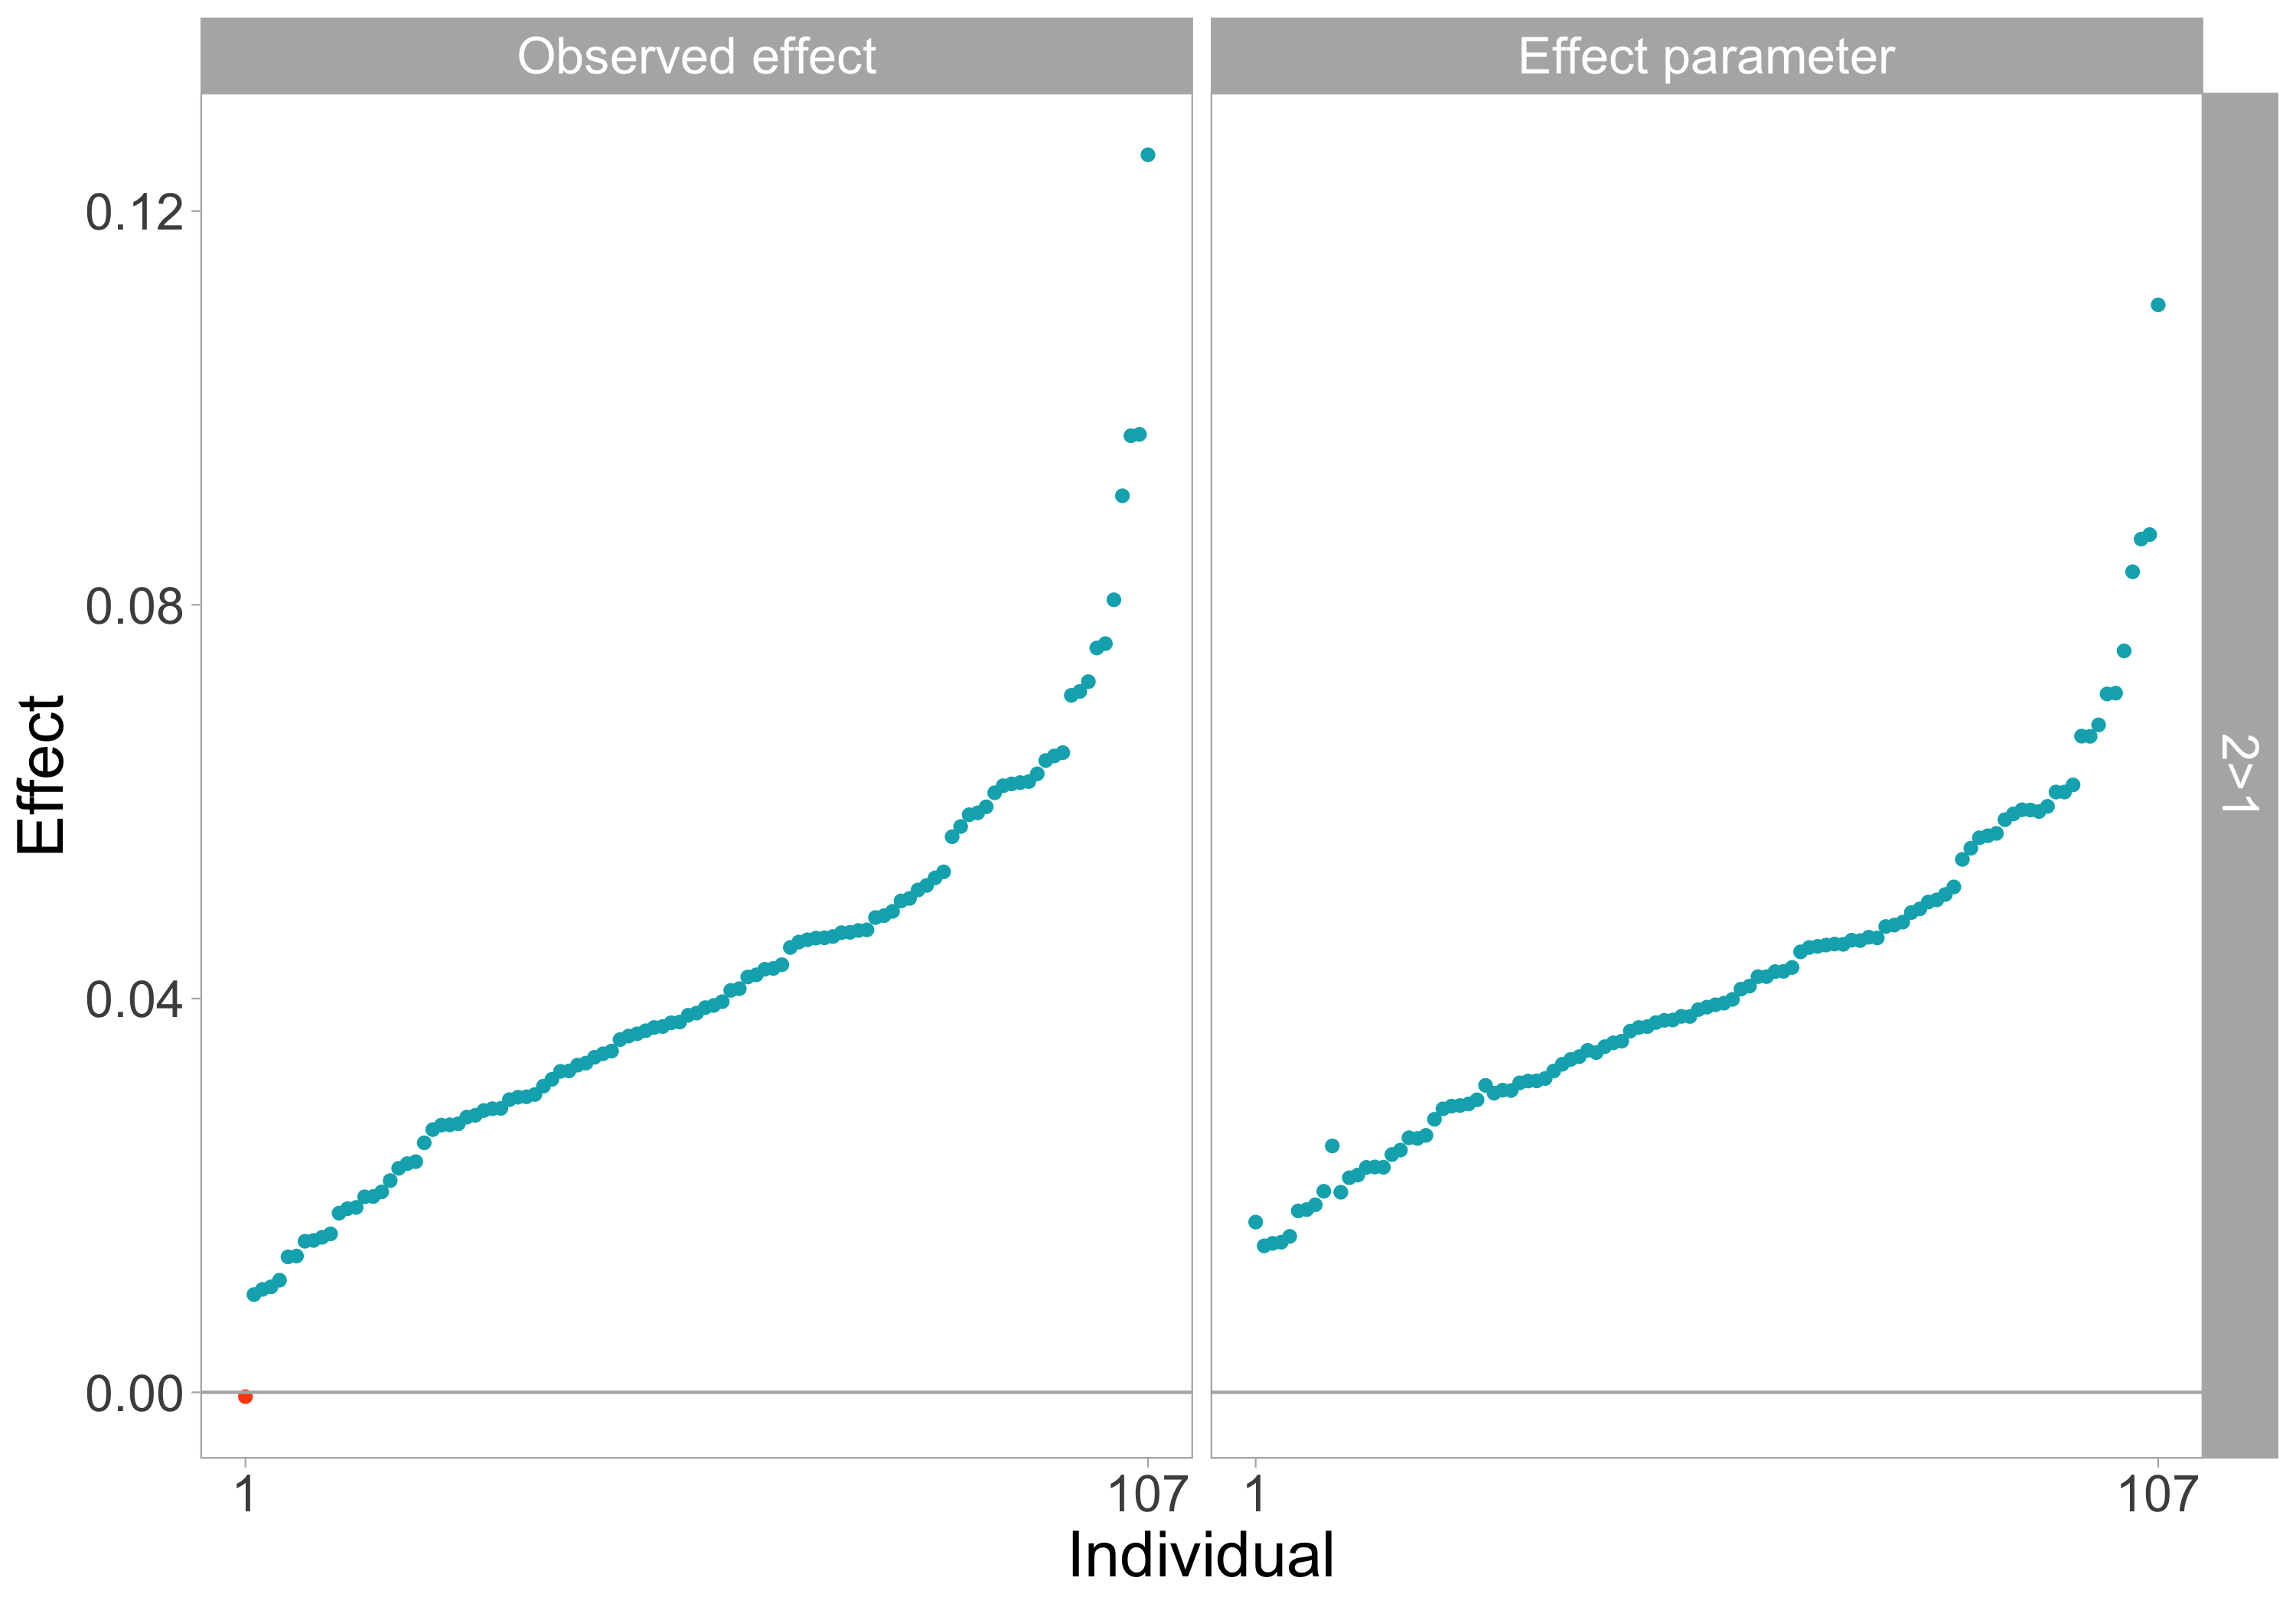 Observed effect
Effect parameter
0.12
0.08
0.04
0.00
Effect
2<1
1
107
1
107
Individual